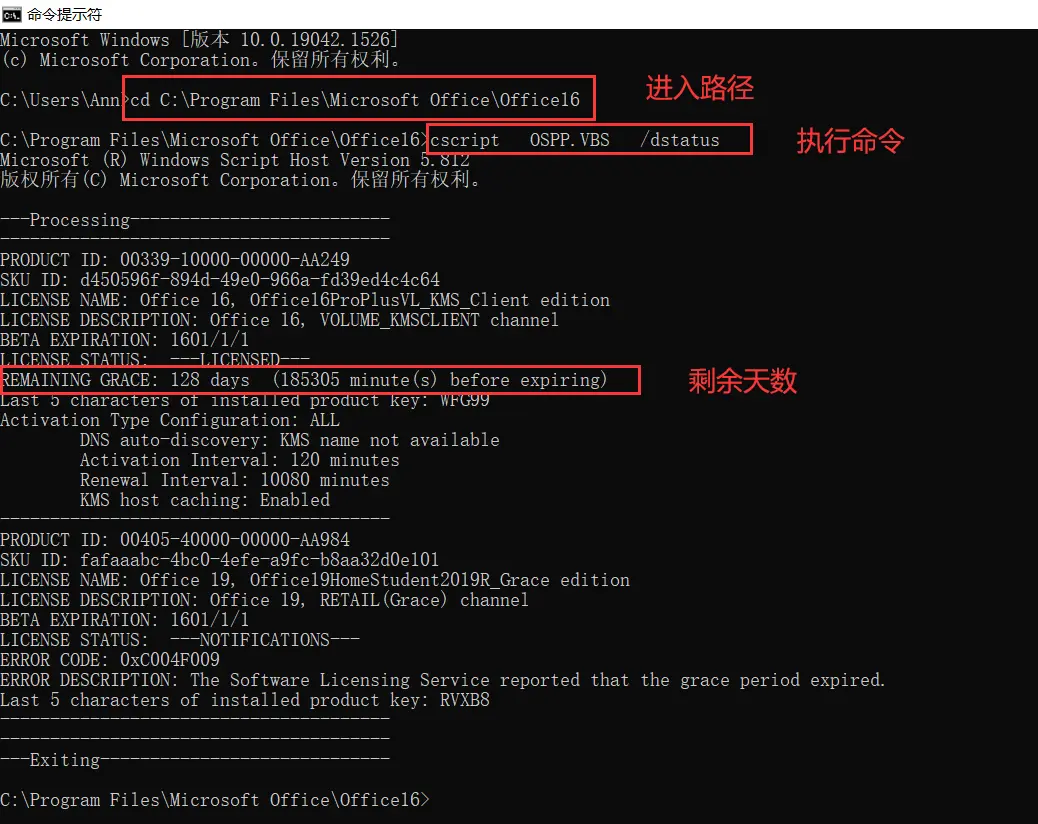 命令提示符
Microsoft Windows [版本 10.0.19042.1526]
(c) Microsoft Corporation。保留所有权利。
C:\Users\Ann>cd C:\Program Files\Microsoft Office\Office16
进入路径
C:\Program Files\Microsoft Office\Office16>cscript   OSPP.VBS   /dstatus
执行命令
Microsoft (R) Windows Script Host Version 5.812
版权所有(C) Microsoft Corporation。保留所有权利。
---Processing--------------------------
---------------------------------------
PRODUCT ID: 00339-10000-00000-AA249
SKU ID: d450596f-894d-49e0-966a-fd39ed4c4c64
LICENSE NAME: Office 16, Office16ProPlusVL_KMS_Client edition
LICENSE DESCRIPTION: Office 16, VOLUME_KMSCLIENT channel
BETA EXPIRATION: 1601/1/1
LICENSE STATUS:  ---LICENSED---
REMAINING GRACE: 128 days  (185305 minute(s) before expiring)
剩余天数
Last 5 characters of installed product key: WFG99
Activation Type Configuration: ALL
        DNS auto-discovery: KMS name not available
        Activation Interval: 120 minutes
        Renewal Interval: 10080 minutes
        KMS host caching: Enabled
---------------------------------------
PRODUCT ID: 00405-40000-00000-AA984
SKU ID: fafaaabc-4bc0-4efe-a9fc-b8aa32d0e101
LICENSE NAME: Office 19, Office19HomeStudent2019R_Grace edition
LICENSE DESCRIPTION: Office 19, RETAIL(Grace) channel
BETA EXPIRATION: 1601/1/1
LICENSE STATUS:  ---NOTIFICATIONS---
ERROR CODE: 0xC004F009
ERROR DESCRIPTION: The Software Licensing Service reported that the grace period expired.
Last 5 characters of installed product key: RVXB8
---------------------------------------
---------------------------------------
---Exiting-----------------------------
C:\Program Files\Microsoft Office\Office16>